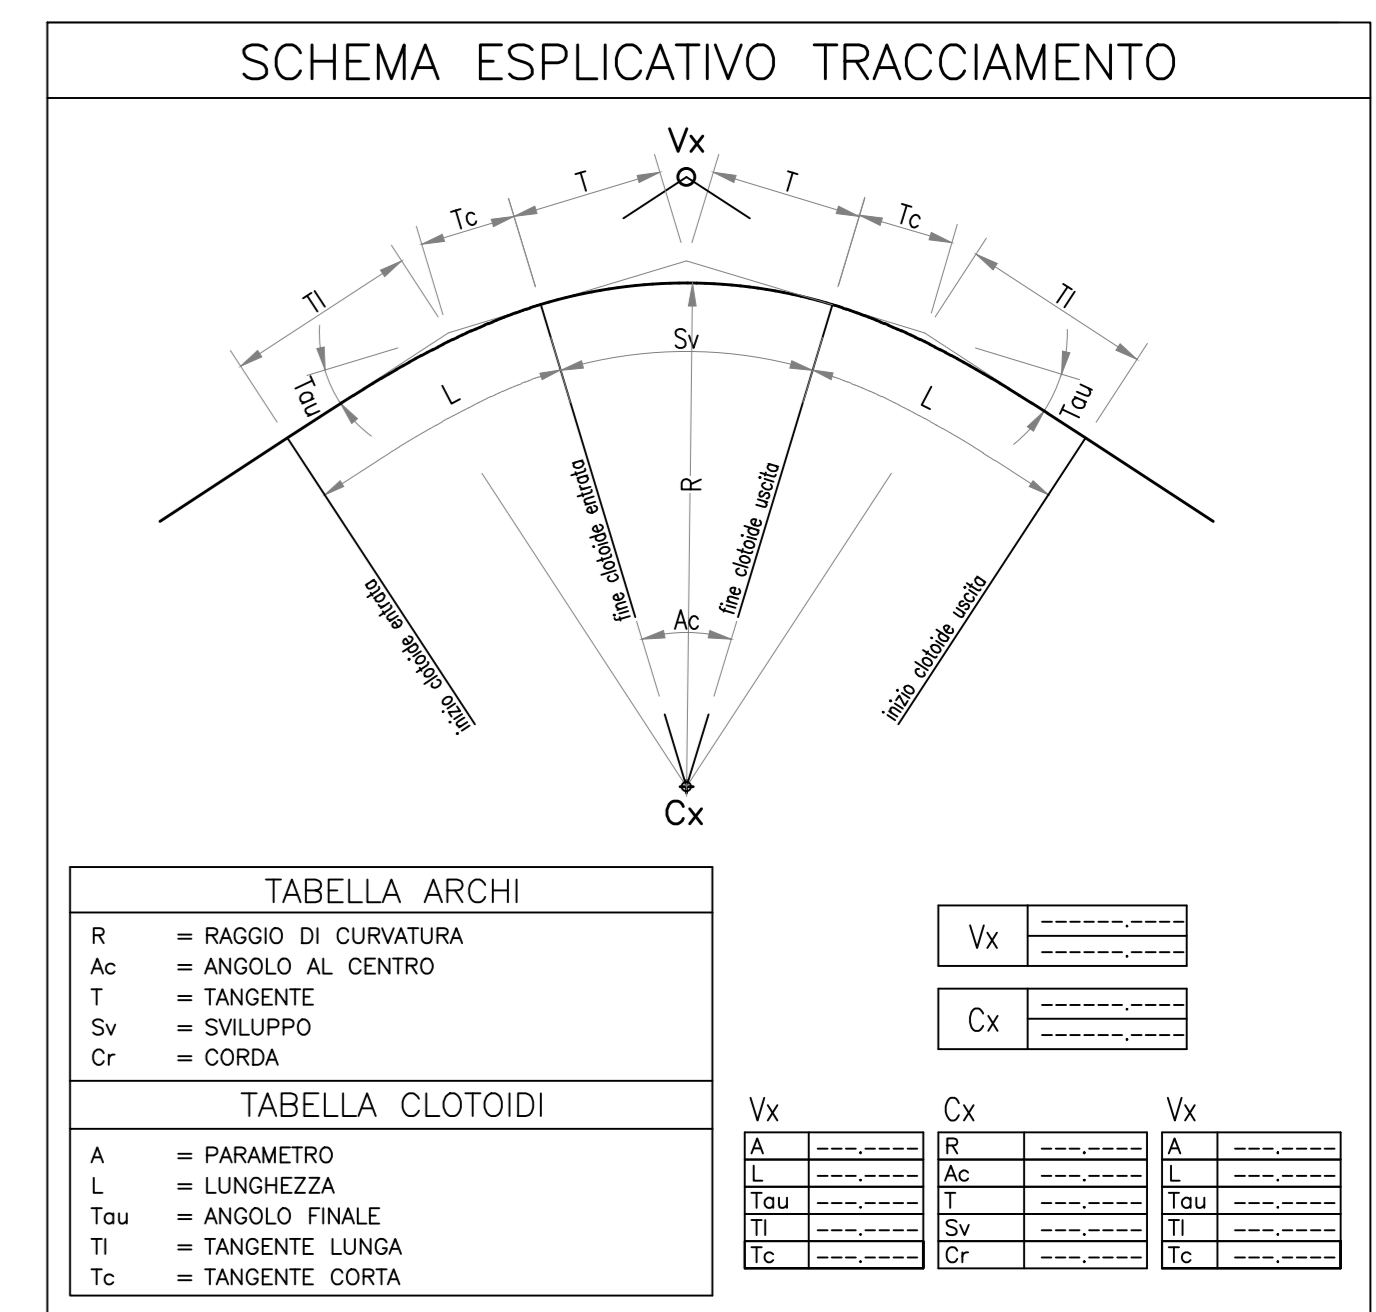 SCHEMA ESPLICATIVO TRACCIAMENTO
Vx
T
T
Tc
Tc
Tl
Tl
Sv
Tau
Tau
L
L
R
fine clotoide entrata
fine clotoide uscita
inizio clotoide entrata
inizio clotoide uscita
Ac
Cx
TABELLA ARCHI
R = RAGGIO DI CURVATURA
Ac = ANGOLO AL CENTRO
T = TANGENTE
Sv = SVILUPPO
Cr = CORDA
TABELLA CLOTOIDI
A = PARAMETRO
L = LUNGHEZZA
Tau = ANGOLO FINALE
Tl = TANGENTE LUNGA
Tc = TANGENTE CORTA
Vx ------.----
------.----
Cx ------.----
------.----
Vx
A ---.----
L ---.----
Tau ---.----
Tl ---.----
Tc ---.----
Cx
R ---.----
Ac ---.----
T ---.----
Sv ---.----
Cr ---.----
Vx
A ---.----
L ---.----
Tau ---.----
Tl ---.----
Tc ---.----